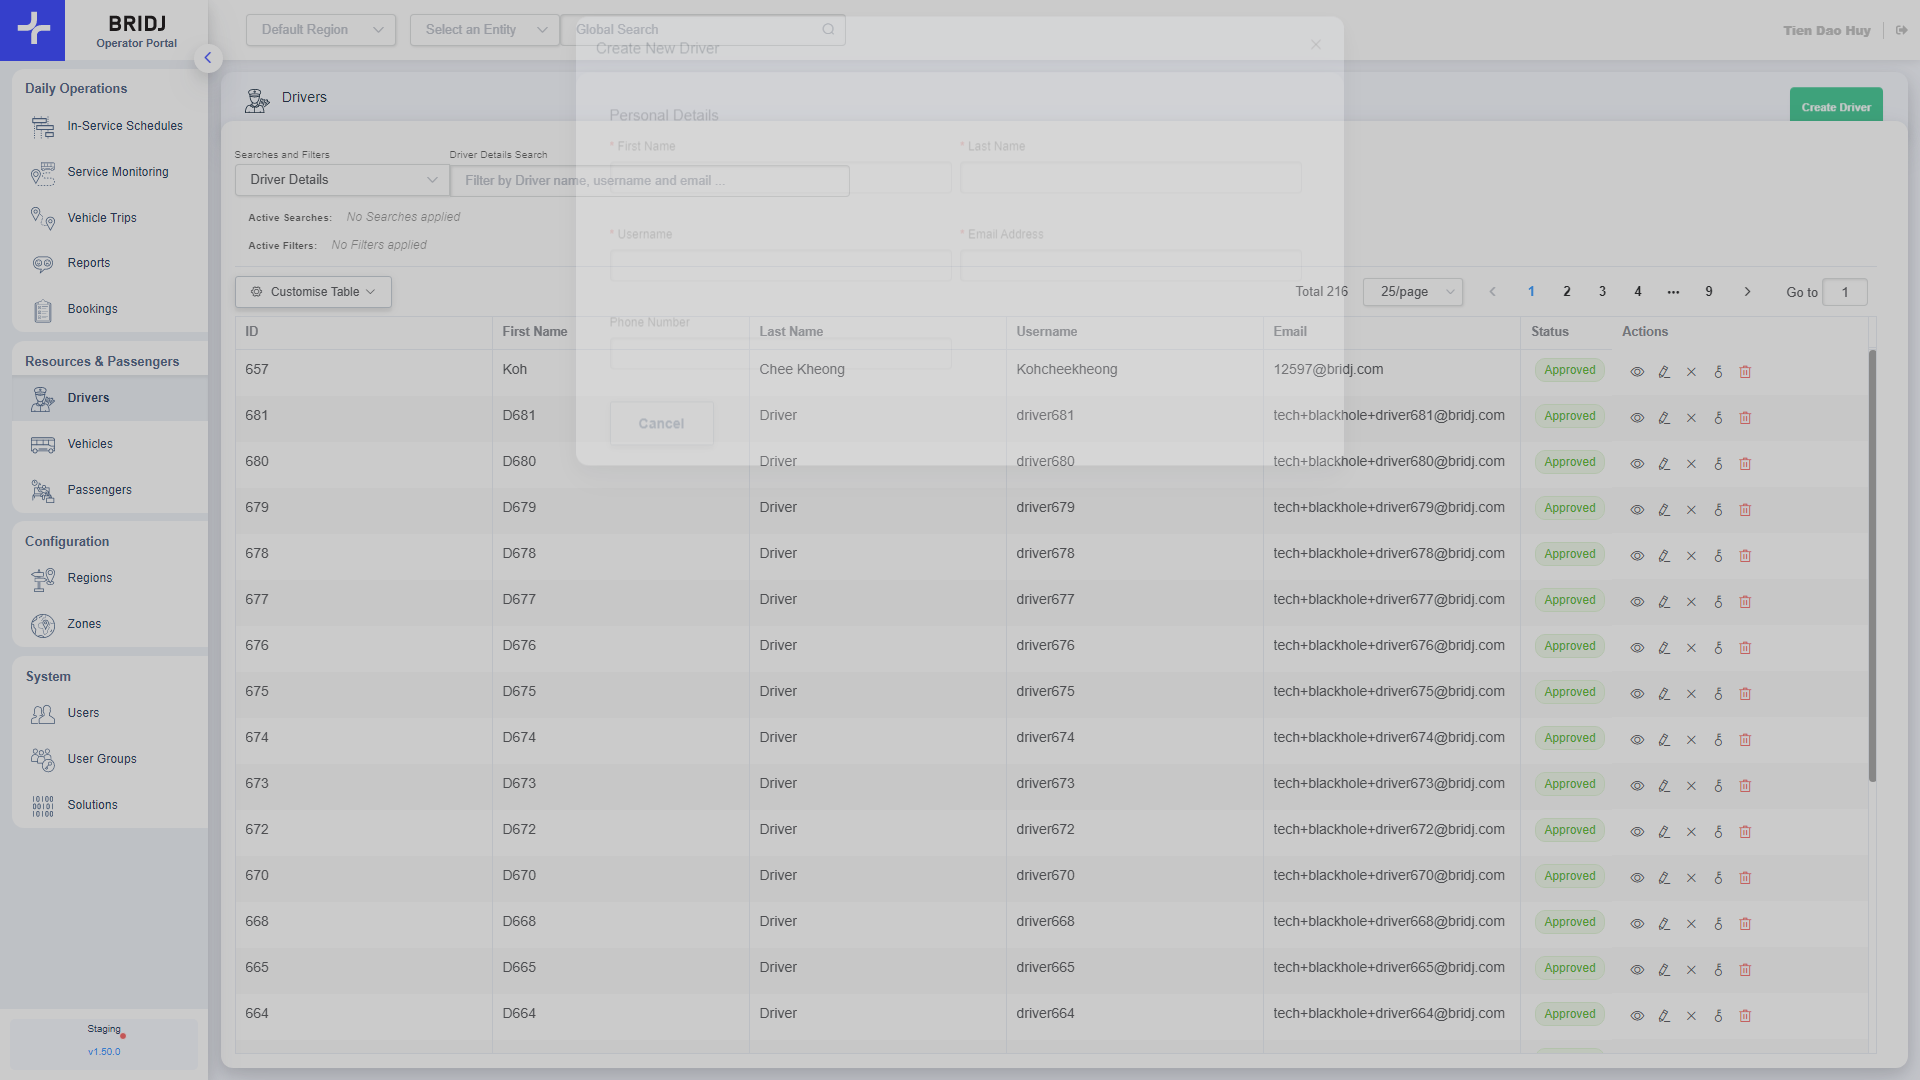 BRIDJ
Operator Portal
Default Region
Select an Entity
Global Search
Tien Dao Huy
Create New Driver
Daily Operations
In-Service Schedules
Service Monitoring
Vehicle Trips
Reports
Bookings
Resources & Passengers
Drivers
Vehicles
Passengers
Configuration
Regions
Zones
System
Users
User Groups
Solutions
Staging
v1.50.0
Drivers
Create Driver
Personal Details
* First Name
* Last Name
* Username
* Email Address
Phone Number
Cancel
Searches and Filters
Driver Details Search
Driver Details
Filter by Driver name, username and email ...
Active Searches: No Searches applied
Active Filters: No Filters applied
Customise Table
Total 216
25/page
1 2 3 4 ... 9
Go to 1
ID First Name Last Name Username Email Status Actions
657 Koh Chee Kheong Kohcheekheong 12597@bridj.com Approved
681 D681 Driver driver681 tech+blackhole+driver681@bridj.com Approved
680 D680 Driver driver680 tech+blackhole+driver680@bridj.com Approved
679 D679 Driver driver679 tech+blackhole+driver679@bridj.com Approved
678 D678 Driver driver678 tech+blackhole+driver678@bridj.com Approved
677 D677 Driver driver677 tech+blackhole+driver677@bridj.com Approved
676 D676 Driver driver676 tech+blackhole+driver676@bridj.com Approved
675 D675 Driver driver675 tech+blackhole+driver675@bridj.com Approved
674 D674 Driver driver674 tech+blackhole+driver674@bridj.com Approved
673 D673 Driver driver673 tech+blackhole+driver673@bridj.com Approved
672 D672 Driver driver672 tech+blackhole+driver672@bridj.com Approved
670 D670 Driver driver670 tech+blackhole+driver670@bridj.com Approved
668 D668 Driver driver668 tech+blackhole+driver668@bridj.com Approved
665 D665 Driver driver665 tech+blackhole+driver665@bridj.com Approved
664 D664 Driver driver664 tech+blackhole+driver664@bridj.com Approved